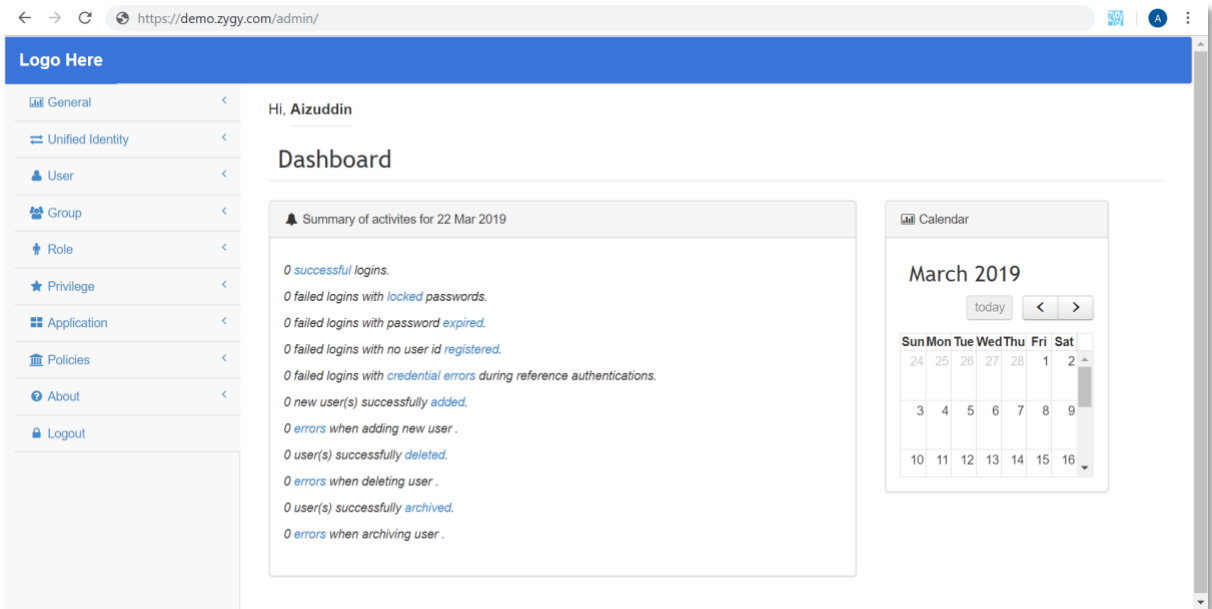 https://demo.zygy.com/admin/
A
Logo Here
General
Unified Identity
User
Group
Role
Privilege
Application
Policies
About
Logout
Hi, Aizuddin
Dashboard
Summary of activites for 22 Mar 2019
0 successful logins.
0 failed logins with locked passwords.
0 failed logins with password expired.
0 failed logins with no user id registered.
0 failed logins with credential errors during reference authentications.
0 new user(s) successfully added.
0 errors when adding new user .
0 user(s) successfully deleted.
0 errors when deleting user .
0 user(s) successfully archived.
0 errors when archiving user .
Calendar
March 2019
today
Sun Mon Tue Wed Thu Fri Sat
24 25 26 27 28 1 2
3 4 5 6 7 8 9
10 11 12 13 14 15 16